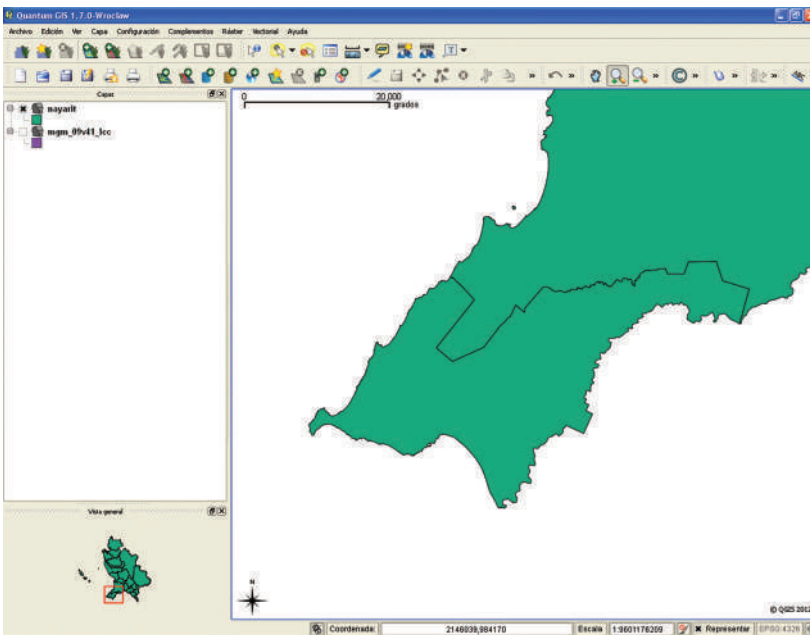 Quantum GIS 1.7.0-Wroclaw
Archivo Edición Ver Capa Configuración Complementos Ráster Vectorial Ayuda
Capas
nayarit
mgm_09v41_lcc
0 20,000
grados
Vista general
N
© QGIS 2012
Coordenada: 2146039,984170 Escala 1:9601176209 Representar EPSG:4326